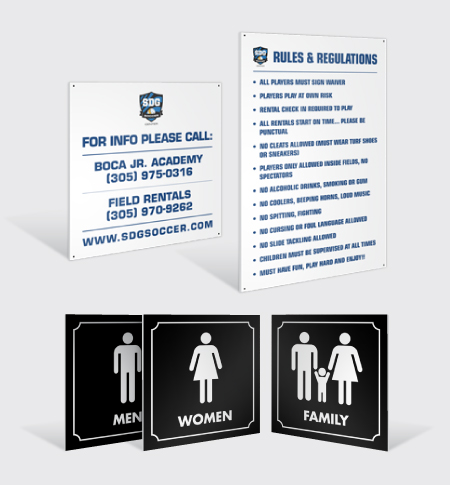 SDG
FOR INFO PLEASE CALL:
BOCA JR. ACADEMY
(305) 975-0316
FIELD RENTALS
(305) 970-9262
WWW.SDGSOCCER.COM
SDG
RULES & REGULATIONS
• ALL PLAYERS MUST SIGN WAIVER
• PLAYERS PLAY AT OWN RISK
• RENTAL CHECK IN REQUIRED TO PLAY
• ALL RENTALS START ON TIME... PLEASE BE
PUNCTUAL
• NO CLEATS ALLOWED (MUST WEAR TURF SHOES
OR SNEAKERS)
• PLAYERS ONLY ALLOWED INSIDE FIELDS, NO
SPECTATORS
• NO ALCOHOLIC DRINKS, SMOKING OR GUM
• NO COOLERS, BEEPING HORNS, LOUD MUSIC
• NO SPITTING, FIGHTING
• NO CURSING OR FOUL LANGUAGE ALLOWED
• NO SLIDE TACKLING ALLOWED
• CHILDREN MUST BE SUPERVISED AT ALL TIMES
• MUST HAVE FUN, PLAY HARD AND ENJOY!!
MEN
WOMEN
FAMILY